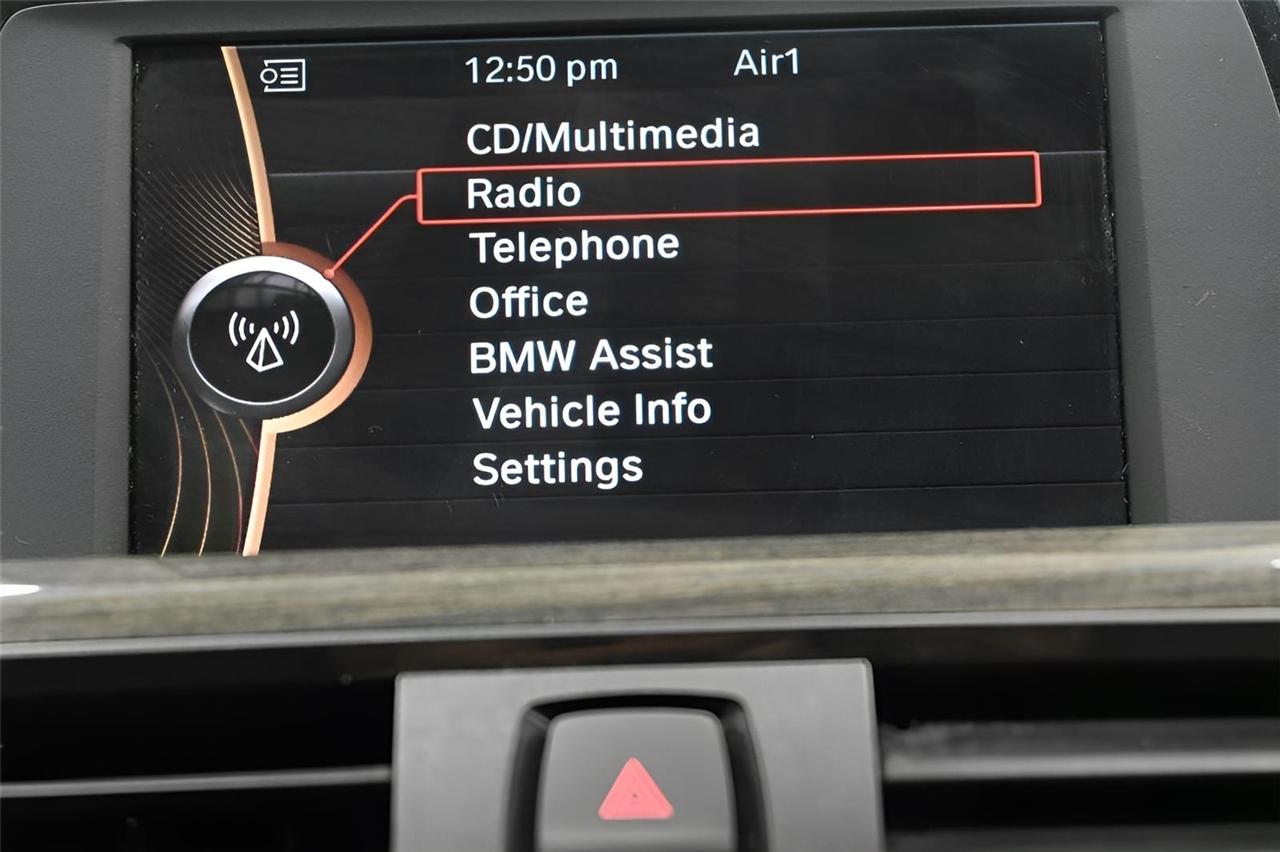 12:50 pm Air1
CD/Multimedia
Radio
Telephone
Office
BMW Assist
Vehicle Info
Settings